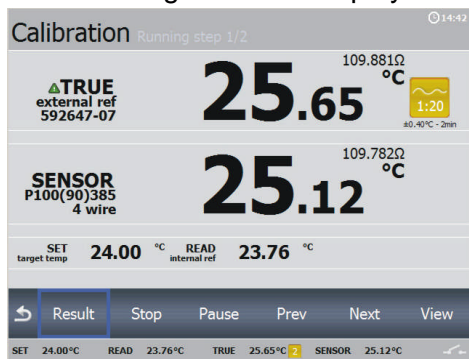 Calibration Running step 1/2 14:42
109.881Ω
TRUE 25.65 °C
external ref
592647-07
1:20
±0.40°C - 2min
109.782Ω
SENSOR 25.12 °C
P100(90)385
4 wire
SET 24.00 °C READ 23.76 °C
target temp internal ref
Result Stop Pause Prev Next View
SET 24.00°C READ 23.76°C TRUE 25.65°C 2 SENSOR 25.12°C